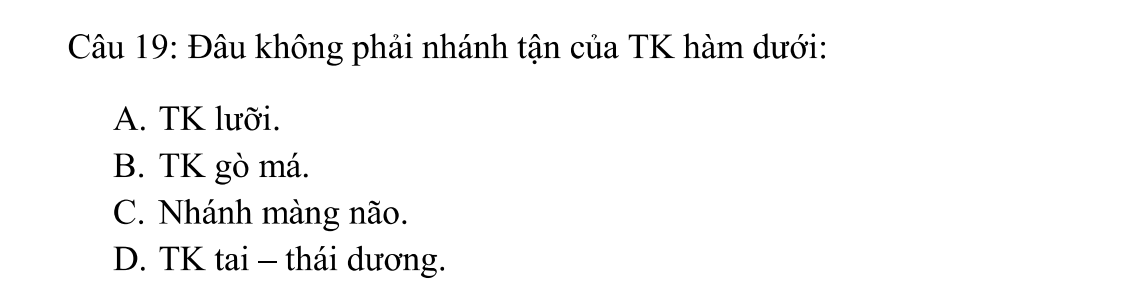 Câu 19: Đâu không phải nhánh tận của TK hàm dưới:
A. TK lưỡi.
B. TK gò má.
C. Nhánh màng não.
D. TK tai – thái dương.